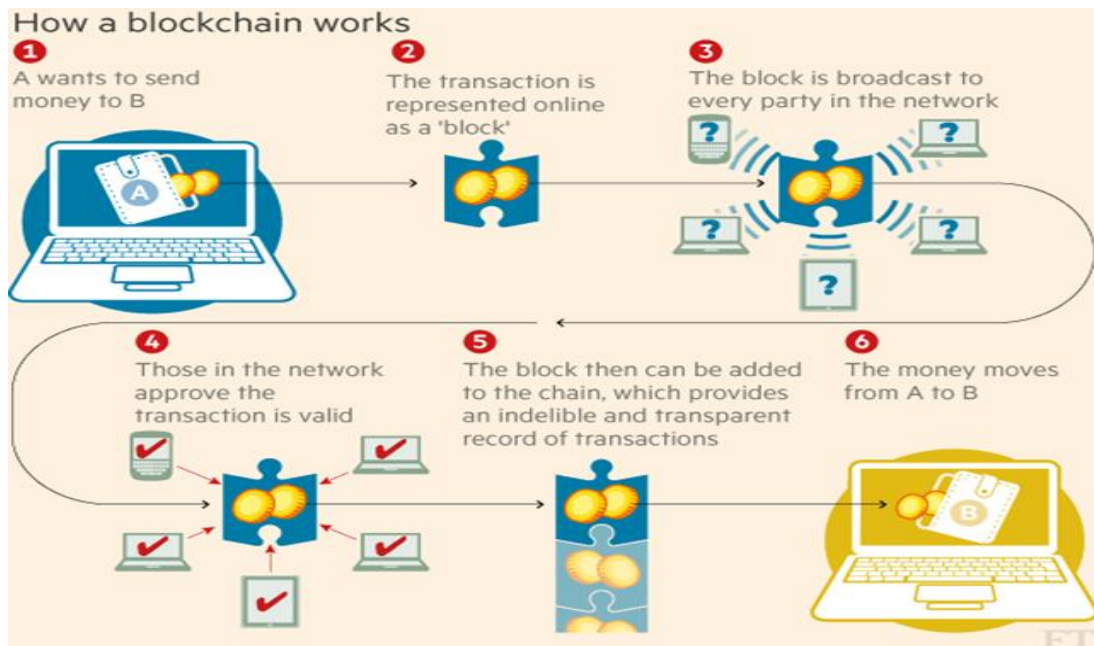 How a blockchain works
1
A wants to send
money to B
2
The transaction is
represented online
as a 'block'
3
The block is broadcast to
every party in the network
A
?
?
?
?
?
4
Those in the network
approve the
transaction is valid
5
The block then can be added
to the chain, which provides
an indelible and transparent
record of transactions
6
The money moves
from A to B
B
FT